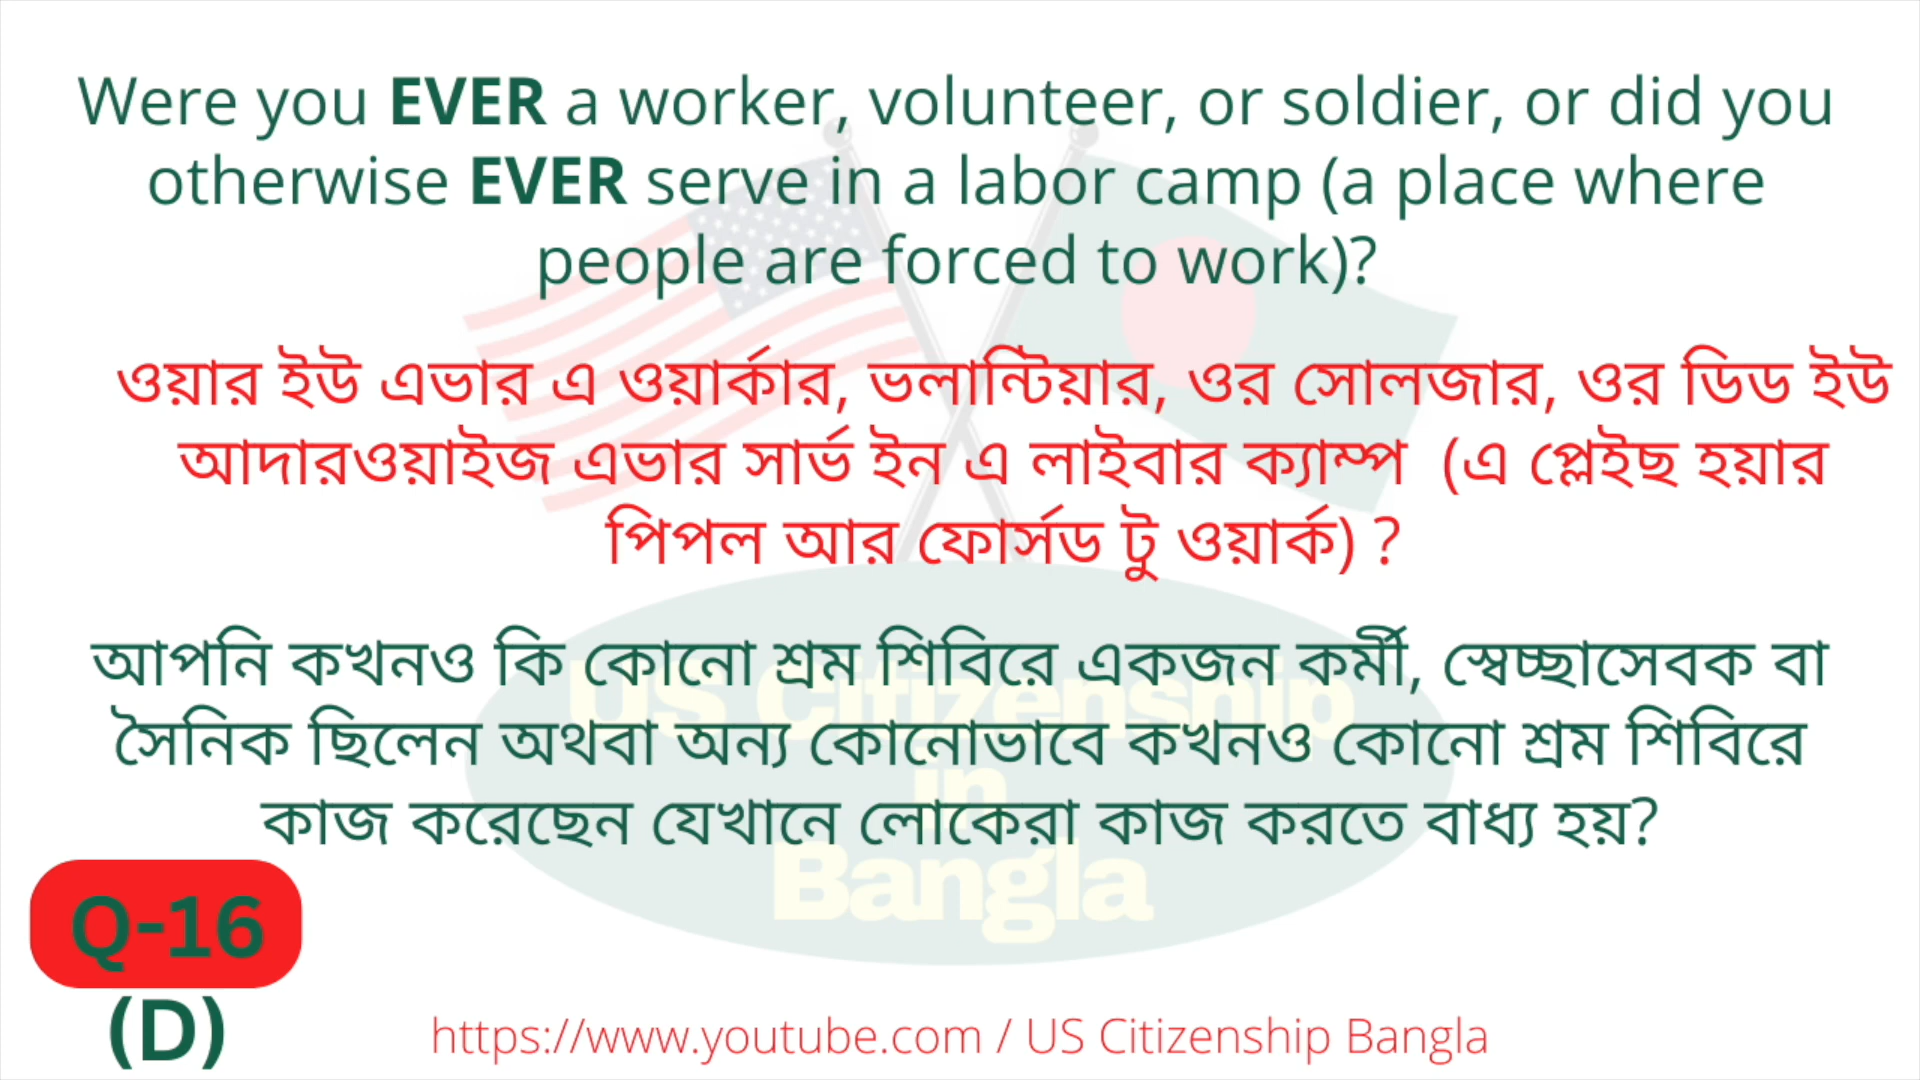 Were you EVER a worker, volunteer, or soldier, or did you
otherwise EVER serve in a labor camp (a place where
people are forced to work)?
ওয়ার ইউ এভার এ ওয়ার্কার, ভলান্টিয়ার, ওর সোলজার, ওর ডিড ইউ
আদারওয়াইজ এভার সার্ভ ইন এ লাইবার ক্যাম্প (এ প্লেইছ হয়ার
পিপল আর ফোর্সড টু ওয়ার্ক) ?
আপনি কখনও কি কোনো শ্রম শিবিরে একজন কর্মী, স্বেচ্ছাসেবক বা
সৈনিক ছিলেন অথবা অন্য কোনোভাবে কখনও কোনো শ্রম শিবিরে
কাজ করেছেন যেখানে লোকেরা কাজ করতে বাধ্য হয়?
US Citizenship
in
Bangla
Q-16
(D)
https://www.youtube.com / US Citizenship Bangla